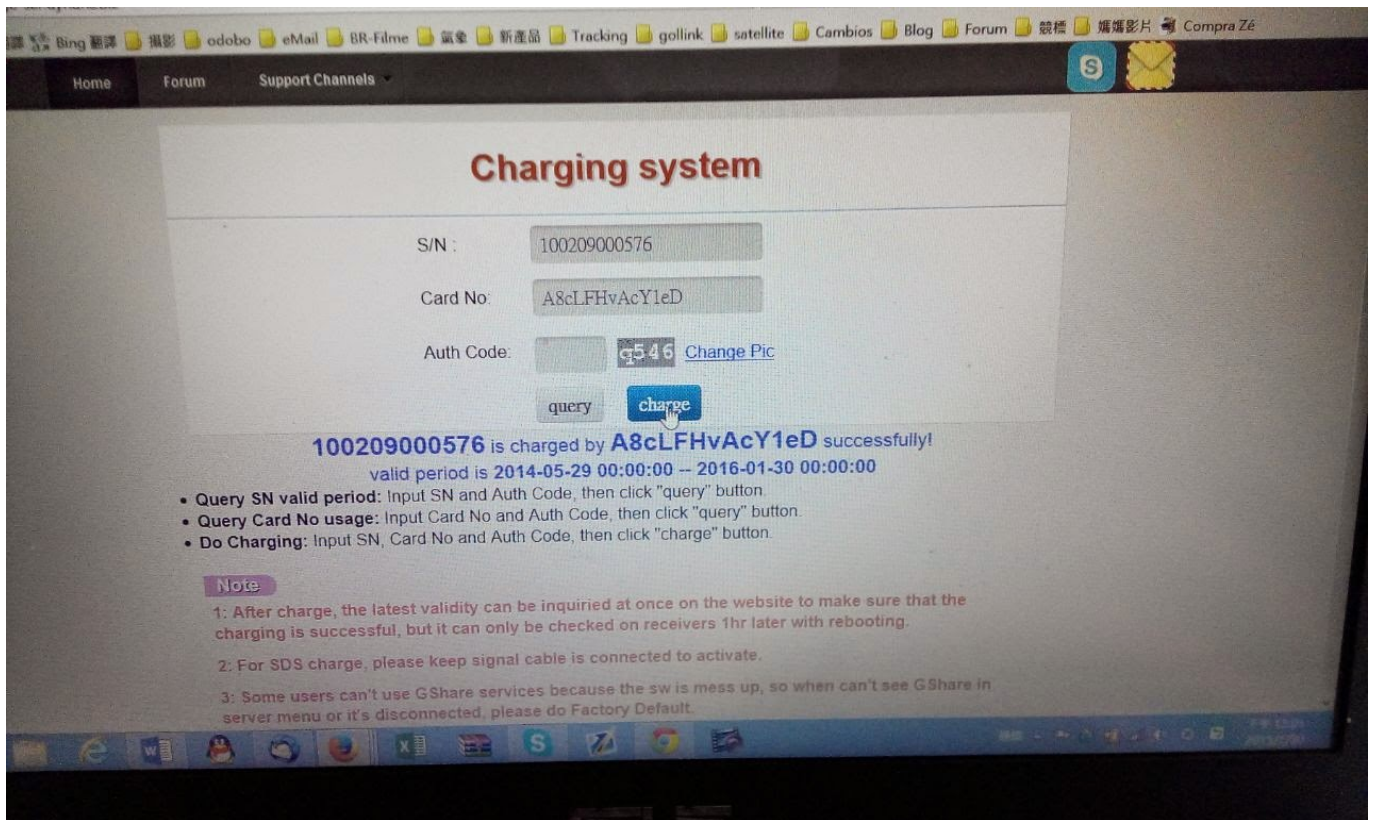 Bing 翻譯 攝影 odobo eMail BR-Filme 氣象 新產品 Tracking gollink satellite Cambios Blog Forum 競標 媽媽影片 Compra Zé
Home Forum Support Channels
Charging system
S/N :
100209000576
Card No:
A8cLFHvAcY1eD
Auth Code:
q546 Change Pic
query charge
100209000576 is charged by A8cLFHvAcY1eD successfully!
valid period is 2014-05-29 00:00:00 -- 2016-01-30 00:00:00
• Query SN valid period: Input SN and Auth Code, then click "query" button.
• Query Card No usage: Input Card No and Auth Code, then click "query" button.
• Do Charging: Input SN, Card No and Auth Code, then click "charge" button.
Note
1: After charge, the latest validity can be inquiried at once on the website to make sure that the
charging is successful, but it can only be checked on receivers 1hr later with rebooting.
2: For SDS charge, please keep signal cable is connected to activate.
3: Some users can't use GShare services because the sw is mess up, so when can't see GShare in
server menu or it's disconnected, please do Factory Default.